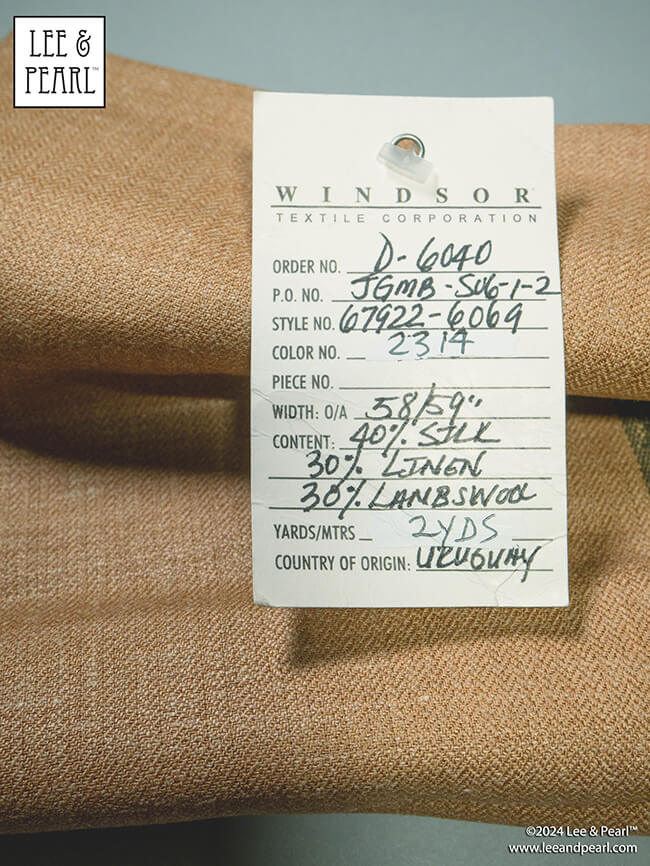 LEE &
PEARL™
WINDSOR
TEXTILE CORPORATION
ORDER NO. D-6040
P.O. NO. JGMB-SU6-1-2
STYLE NO. 67922-6069
COLOR NO. 2314
PIECE NO.
WIDTH: O/A 58/59"
CONTENT: 40% SILK
30% LINEN
30% LAMBSWOOL
YARDS/MTRS 2YDS
COUNTRY OF ORIGIN: URUGUAY
©2024 Lee & Pearl™
www.leeandpearl.com